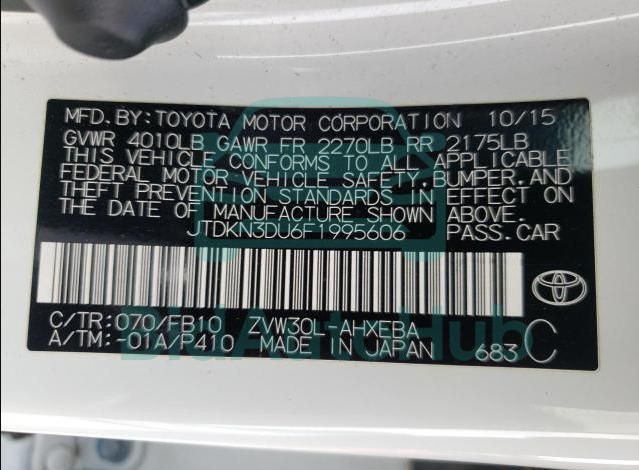 MFD. BY: TOYOTA MOTOR CORPORATION 10/15
GVWR 4010LB GAWR FR 2270LB RR 2175LB
THIS VEHICLE CONFORMS TO ALL APPLICABLE
FEDERAL MOTOR VEHICLE SAFETY, BUMPER, AND
THEFT PREVENTION STANDARDS IN EFFECT ON
THE DATE OF MANUFACTURE SHOWN ABOVE.
JTDKN3DU6F1995606 PASS. CAR
C/TR: 070/FB10 ZVW30L-AHXEBA
A/TM: -01A/P410 MADE IN JAPAN 683 C
BidAutoHub